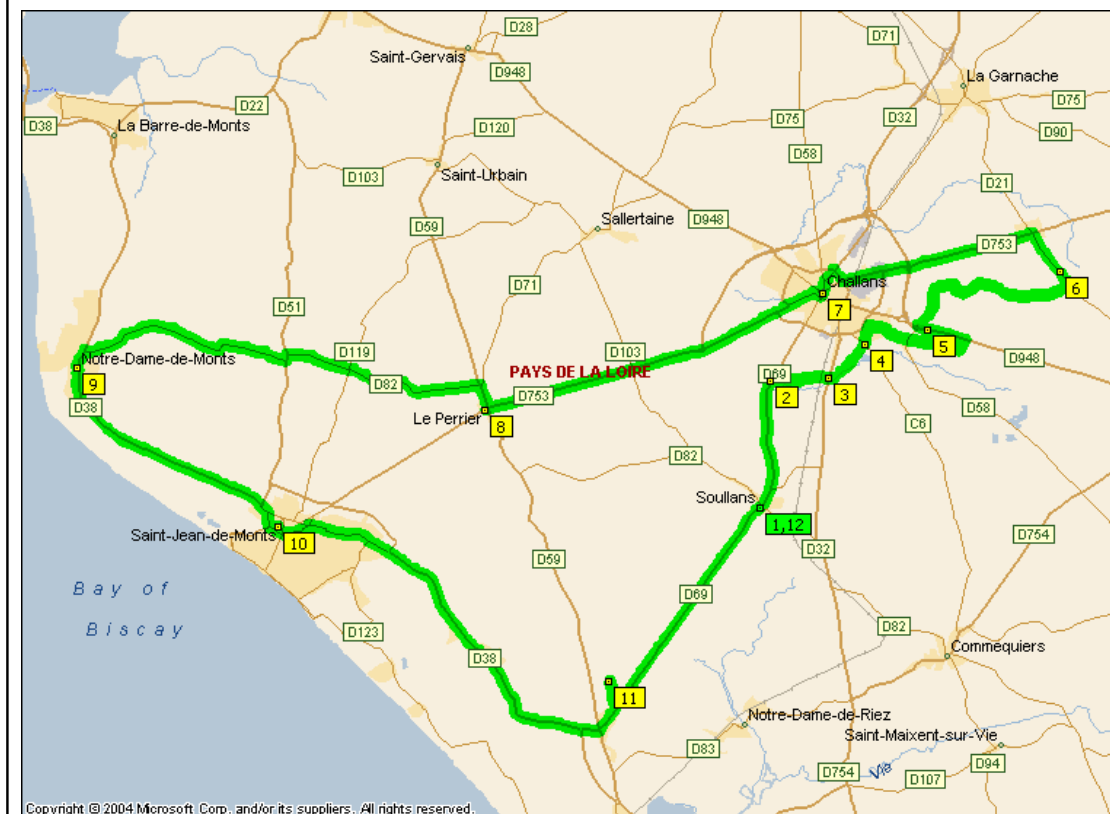 D28
Saint-Gervais
D71
D948
La Garnache
D22
D75
D32
D75
D38
La Barre-de-Monts
D120
D90
D58
D103
Saint-Urbain
D21
Sallertaine
D948
D59
D753
D71
Challans
6
7
D51
5
D119
D103
D948
Notre-Dame-de-Monts
PAYS DE LA LOIRE
4
D69
9
D82
D753
2
3
D38
Le Perrier
8
D58
C6
D82
Soullans
1,12
Saint-Jean-de-Monts
10
D754
D32
D59
Bay of
Biscay
D69
D123
D82
Commequiers
D38
11
Notre-Dame-de-Riez
Saint-Maixent-sur-Vie
D83
Vie
D94
D754
D107
Copyright © 2004 Microsoft Corp. and/or its suppliers. All rights reserved.